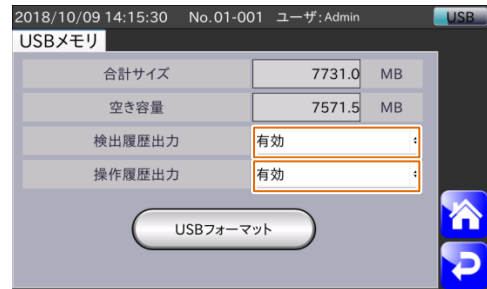 2018/10/09 14:15:30 No.01-001 ユーザ:Admin USB
USBメモリ
合計サイズ 7731.0 MB
空き容量 7571.5 MB
検出履歴出力 有効
操作履歴出力 有効
USBフォーマット